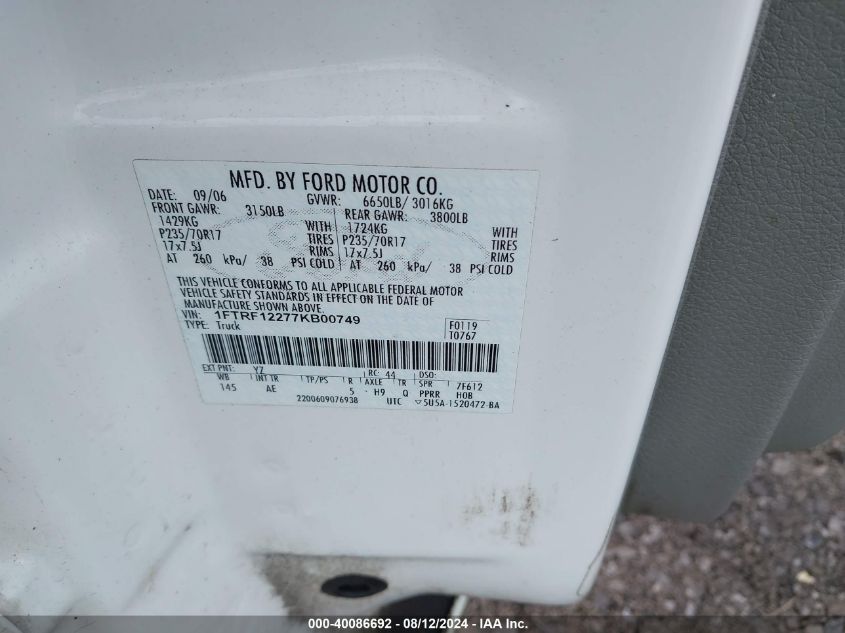 MFD. BY FORD MOTOR CO.
DATE: 09/06 GVWR: 6650LB/ 3016KG
FRONT GAWR: 3150LB REAR GAWR: 3800LB
1429KG WITH 1724KG WITH
P235/70R17 TIRES P235/70R17 TIRES
17x7.5J RIMS 17x7.5J RIMS
AT 260 kPa/ 38 PSI COLD AT 260 kPa/ 38 PSI COLD
THIS VEHICLE CONFORMS TO ALL APPLICABLE FEDERAL MOTOR
VEHICLE SAFETY STANDARDS IN EFFECT ON THE DATE OF
MANUFACTURE SHOWN ABOVE.
VIN: 1FTRF12277KB00749 F0119
TYPE: Truck T0767
EXT PNT: YZ RC: 44 DSO:
WB INT TR TP/PS R AXLE TR SPR 7F612
145 AE 5 H9 Q PPRR H0B
2200609076938 UTC ▽5U5A-1520472-BA
000-40086692 - 08/12/2024 - IAA Inc.